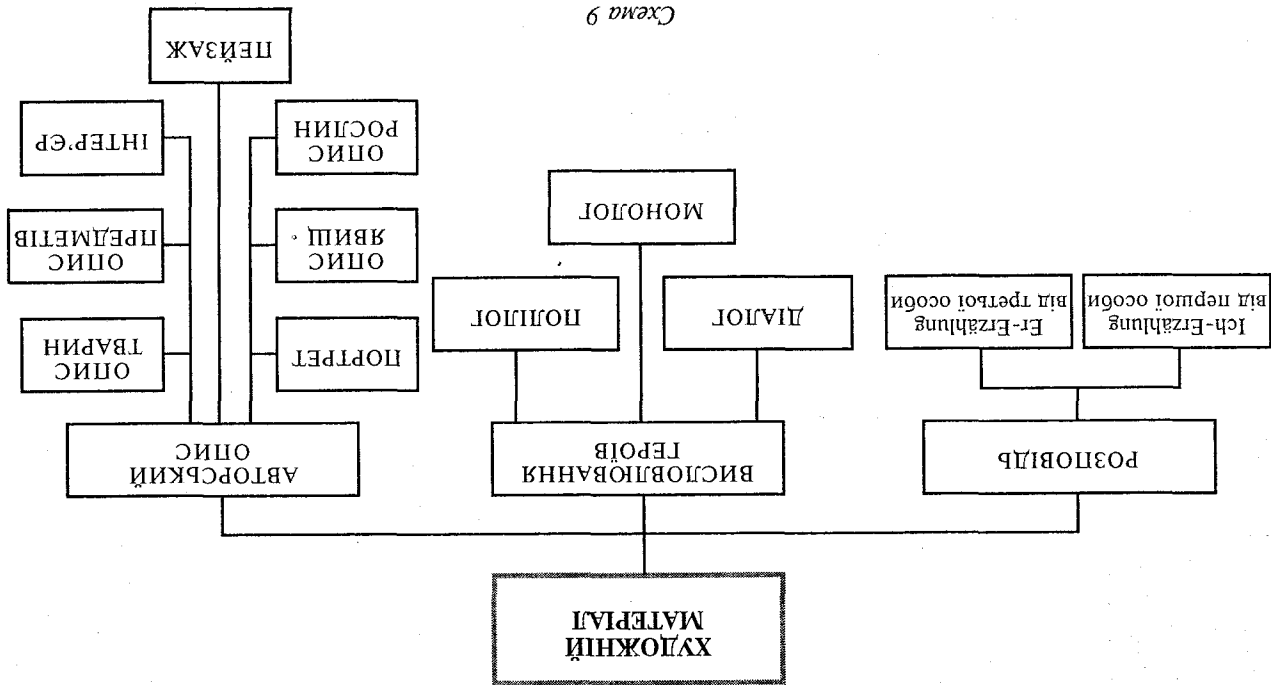 ХУДОЖНІЙ
МАТЕРІАЛ
РОЗПОВІДЬ
Ich-Erzählung
від першої особи
Er-Erzählung
від третьої особи
ВИСЛОВЛЮВАННЯ
ГЕРОЇВ
ДІАЛОГ
ПОЛІЛОГ
МОНОЛОГ
АВТОРСЬКИЙ
ОПИС
ПОРТРЕТ
ОПИС
ТВАРИН
ОПИС
ЯВИЩ
ОПИС
ПРЕДМЕТІВ
ОПИС
РОСЛИН
ІНТЕР'ЄР
ПЕЙЗАЖ
Схема 9